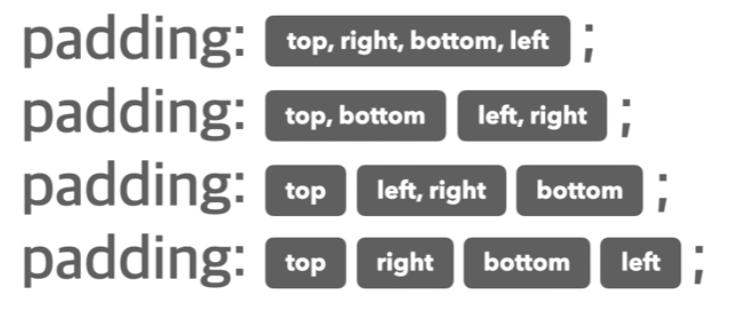 padding: top, right, bottom, left ;
padding: top, bottom left, right ;
padding: top left, right bottom ;
padding: top right bottom left ;